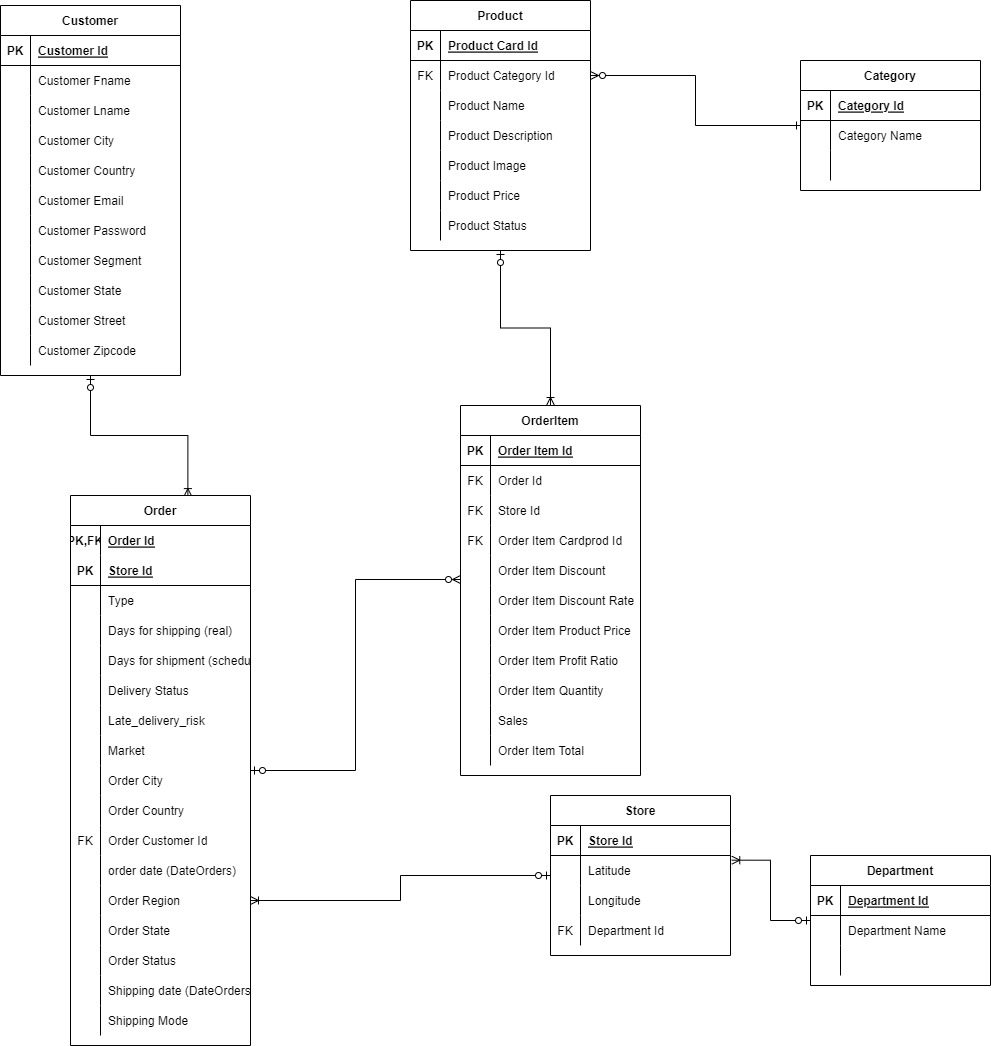 Customer
PK Customer Id
Customer Fname
Customer Lname
Customer City
Customer Country
Customer Email
Customer Password
Customer Segment
Customer State
Customer Street
Customer Zipcode
Product
PK Product Card Id
FK Product Category Id
Product Name
Product Description
Product Image
Product Price
Product Status
Category
PK Category Id
Category Name
OrderItem
PK Order Item Id
FK Order Id
FK Store Id
FK Order Item Cardprod Id
Order Item Discount
Order Item Discount Rate
Order Item Product Price
Order Item Profit Ratio
Order Item Quantity
Sales
Order Item Total
Order
PK,FK Order Id
PK Store Id
Type
Days for shipping (real)
Days for shipment (schedu
Delivery Status
Late_delivery_risk
Market
Order City
Order Country
FK Order Customer Id
order date (DateOrders)
Order Region
Order State
Order Status
Shipping date (DateOrders
Shipping Mode
Store
PK Store Id
Latitude
Longitude
FK Department Id
Department
PK Department Id
Department Name